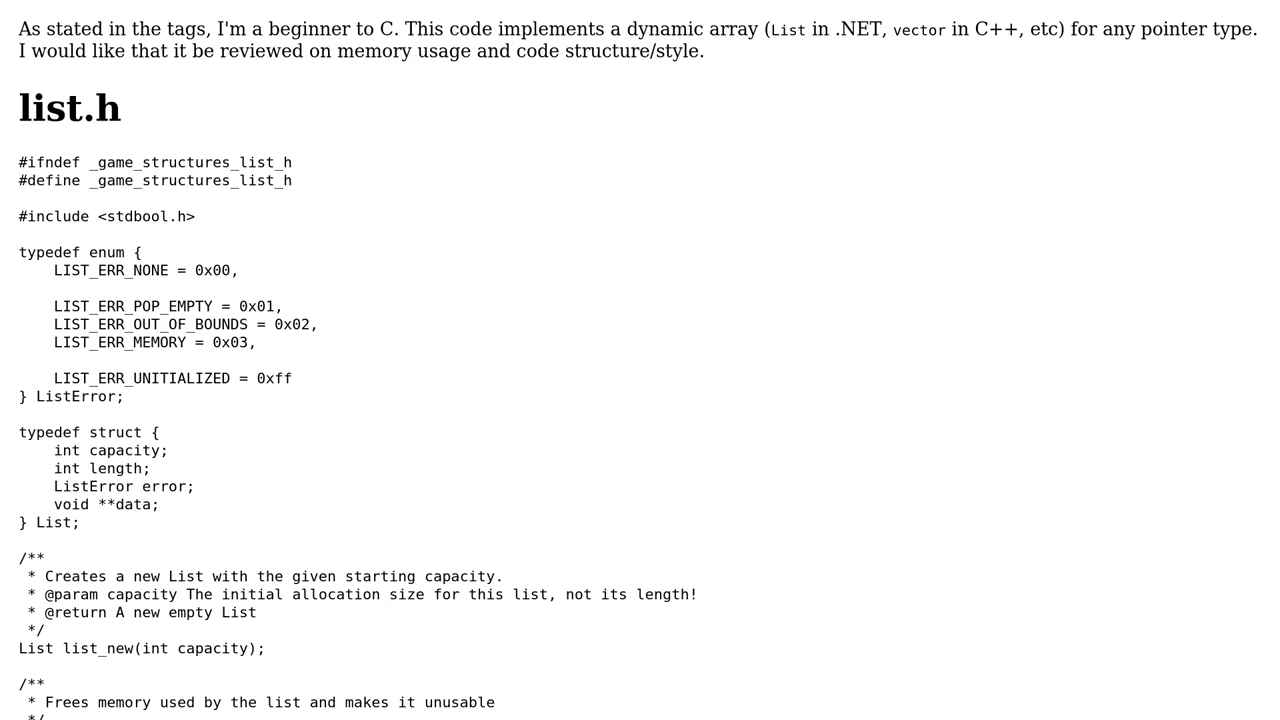 As stated in the tags, I'm a beginner to C. This code implements a dynamic array (List in .NET, vector in C++, etc) for any pointer type.
I would like that it be reviewed on memory usage and code structure/style.
list.h
#ifndef _game_structures_list_h
#define _game_structures_list_h
#include <stdbool.h>
typedef enum {
    LIST_ERR_NONE = 0x00,
    LIST_ERR_POP_EMPTY = 0x01,
    LIST_ERR_OUT_OF_BOUNDS = 0x02,
    LIST_ERR_MEMORY = 0x03,
    LIST_ERR_UNITIALIZED = 0xff
} ListError;
typedef struct {
    int capacity;
    int length;
    ListError error;
    void **data;
} List;
/**
 * Creates a new List with the given starting capacity.
 * @param capacity The initial allocation size for this list, not its length!
 * @return A new empty List
 */
List list_new(int capacity);
/**
 * Frees memory used by the list and makes it unusable
 */